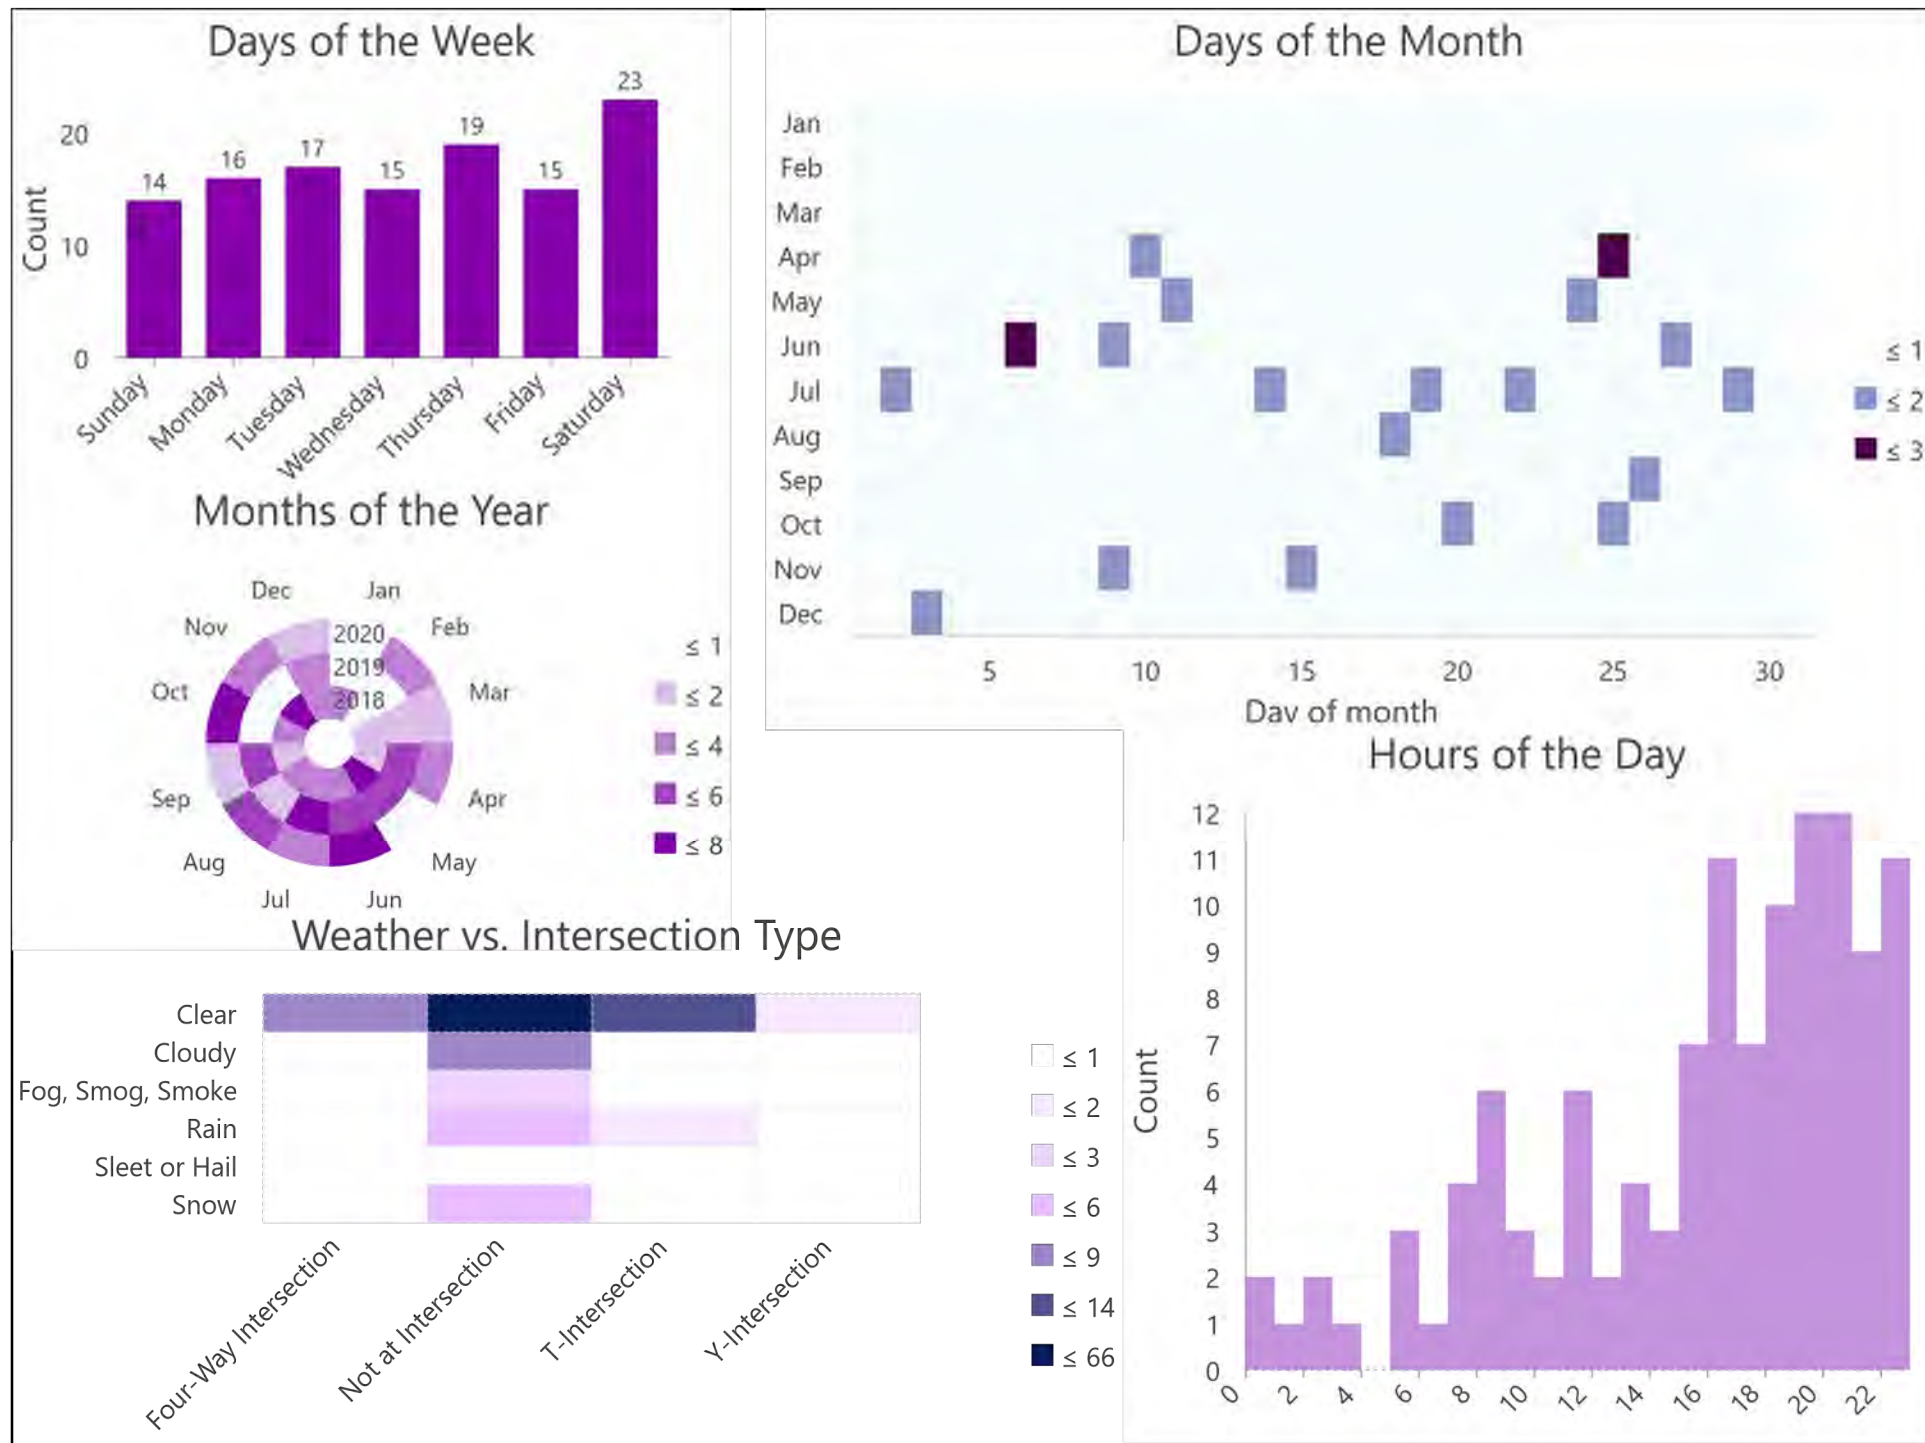 Days of the Week
Count
20
10
0
14
16
17
15
19
15
23
Sunday
Monday
Tuesday
Wednesday
Thursday
Friday
Saturday
Months of the Year
Dec
Jan
Nov
Feb
Oct
Mar
Sep
Apr
Aug
May
Jul
Jun
2020
2019
2018
≤ 1
≤ 2
≤ 4
≤ 6
≤ 8
Days of the Month
Jan
Feb
Mar
Apr
May
Jun
Jul
Aug
Sep
Oct
Nov
Dec
5 10 15 20 25 30
Day of month
≤ 1
≤ 2
≤ 3
Weather vs. Intersection Type
Clear
Cloudy
Fog, Smog, Smoke
Rain
Sleet or Hail
Snow
Four-Way Intersection
Not at Intersection
T-Intersection
Y-Intersection
≤ 1
≤ 2
≤ 3
≤ 6
≤ 9
≤ 14
≤ 66
Hours of the Day
Count
12
11
10
9
8
7
6
5
4
3
2
1
0
0 2 4 6 8 10 12 14 16 18 20 22